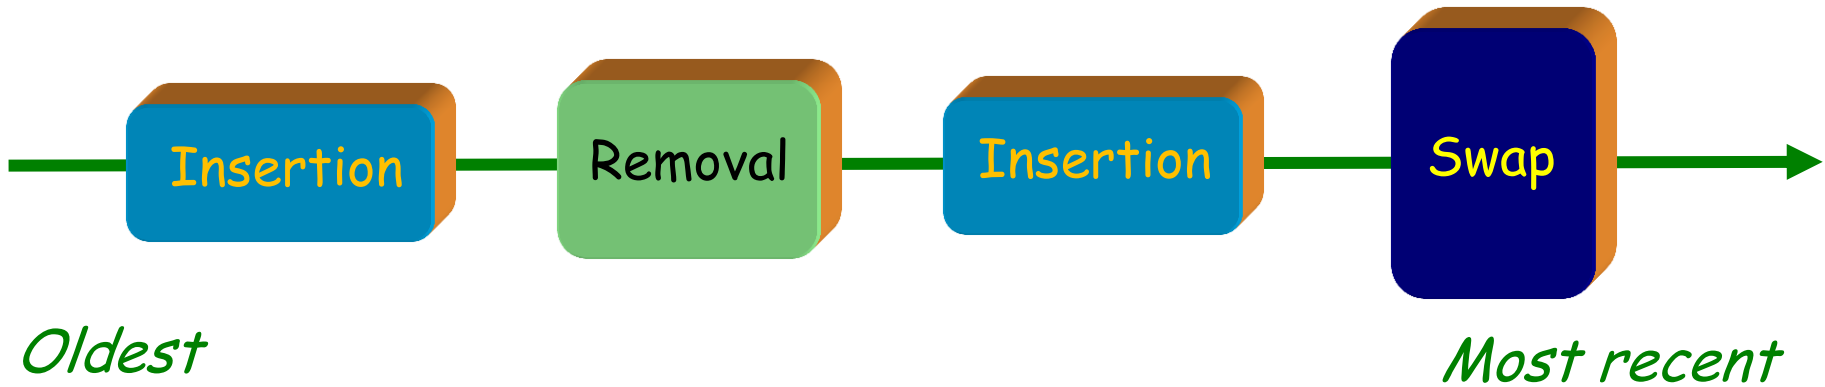 Insertion
Removal
Insertion
Swap
Oldest
Most recent